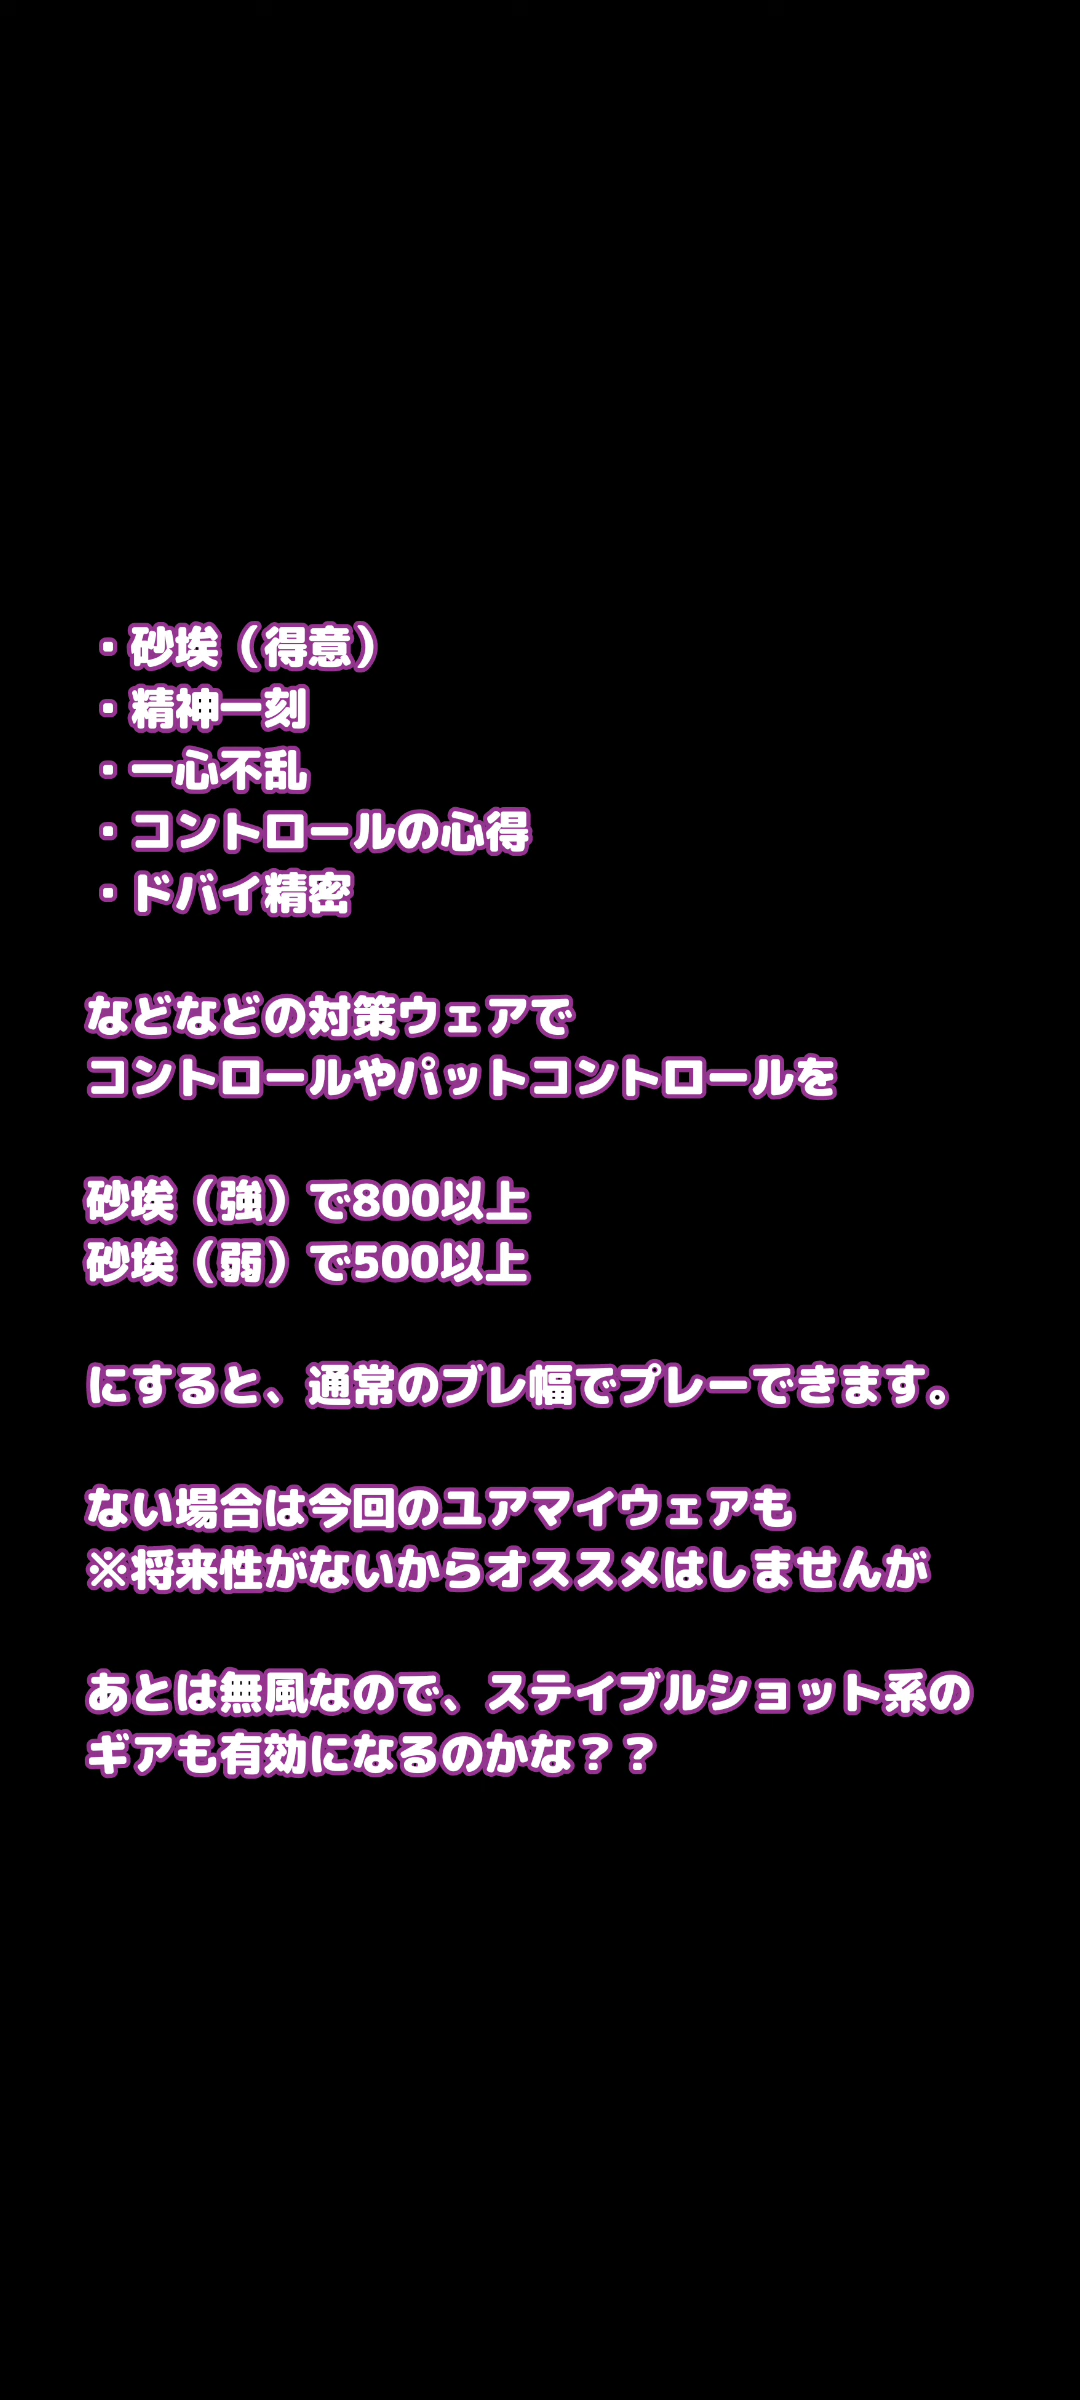 ・砂埃（得意）
・精神一刻
・一心不乱
・コントロールの心得
・ドバイ精密
などなどの対策ウェアで
コントロールやパットコントロールを
砂埃（強）で800以上
砂埃（弱）で500以上
にすると、通常のブレ幅でプレーできます.
ない場合は今回のユアマイウェアも
※将来性がないからオススメはしませんが
あとは無風なので、ステイブルショット系の
ギアも有効になるのかな？？